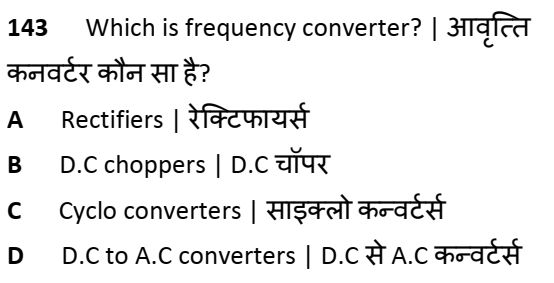 143 Which is frequency converter? | आवृत्ति
कनवर्टर कौन सा है?
A Rectifiers | रेक्टिफायर्स
B D.C choppers | D.C चॉपर
C Cyclo converters | साइक्लो कन्वर्टर्स
D D.C to A.C converters | D.C से A.C कन्वर्टर्स